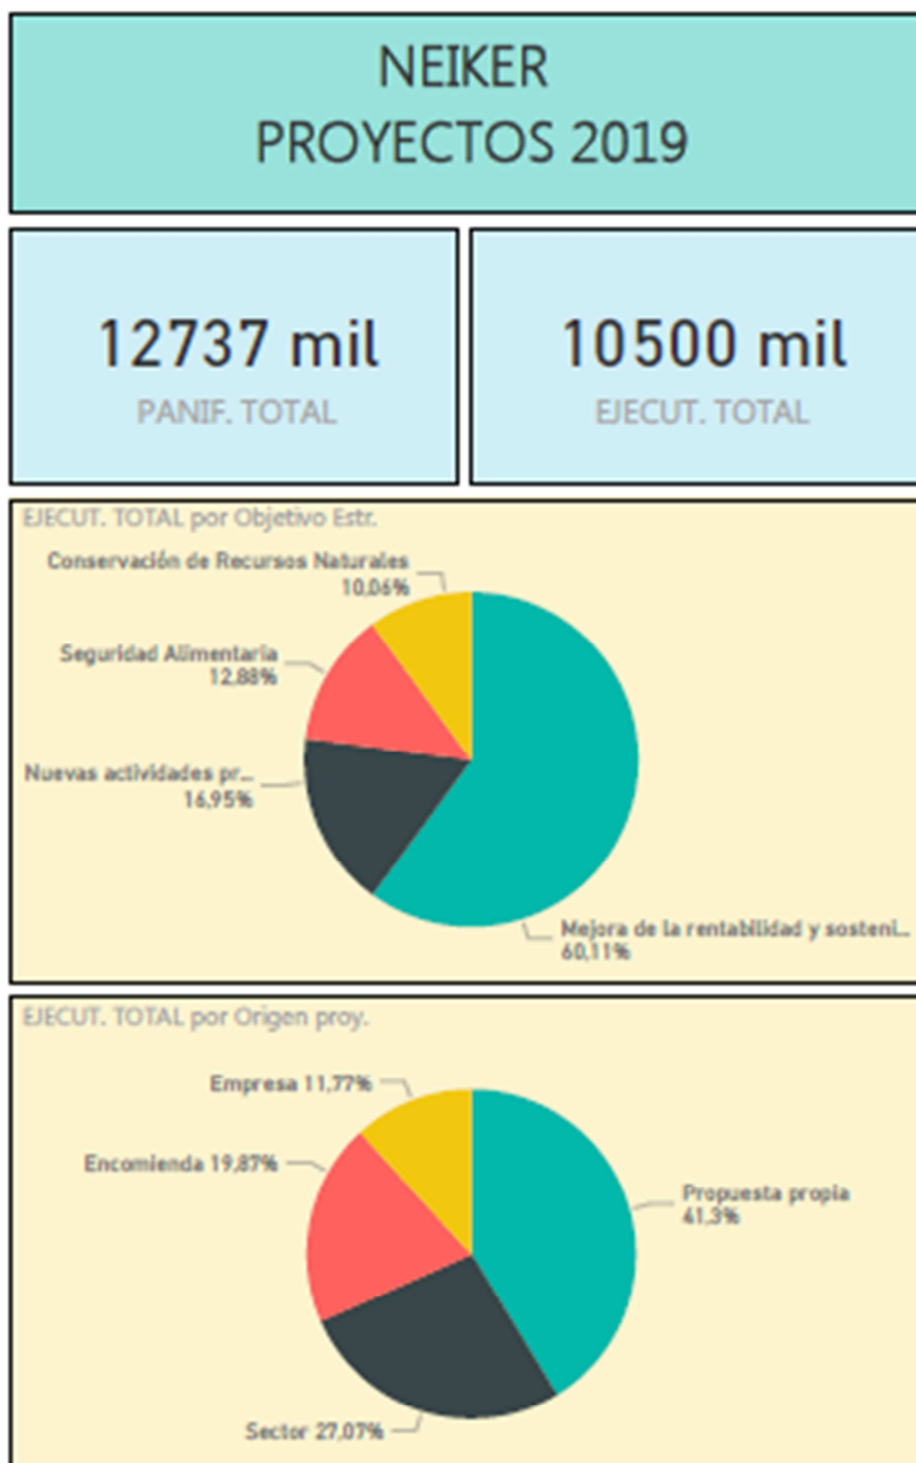 NEIKER
PROYECTOS 2019
12737 mil
PANIF. TOTAL
10500 mil
EJECUT. TOTAL
EJECUT. TOTAL por Objetivo Estr.
Conservación de Recursos Naturales
10,06%
Seguridad Alimentaria
12,88%
Nuevas actividades pr...
16,95%
Mejora de la rentabilidad y sosteni...
60,11%
EJECUT. TOTAL por Origen proy.
Empresa 11,77%
Encomienda 19,87%
Propuesta propia
41,3%
Sector 27,07%